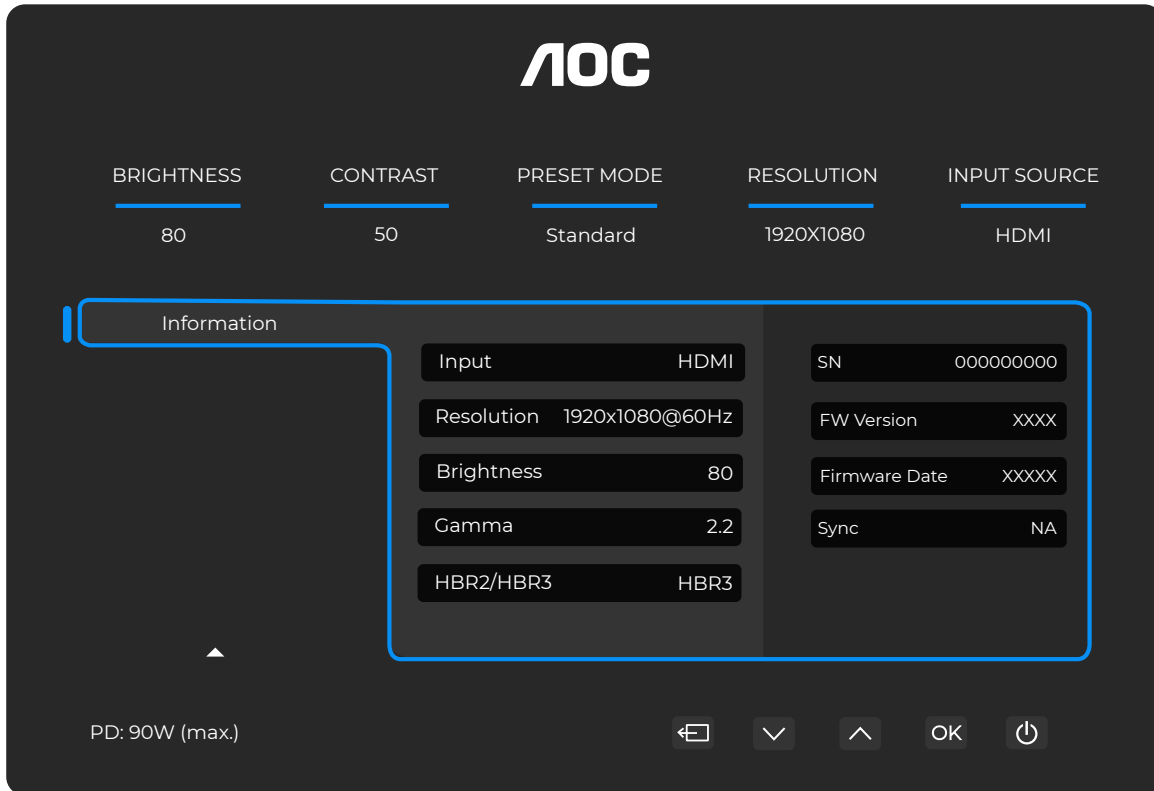 AOC
BRIGHTNESS CONTRAST PRESET MODE RESOLUTION INPUT SOURCE
80 50 Standard 1920X1080 HDMI
Information
Input HDMI
Resolution 1920x1080@60Hz
Brightness 80
Gamma 2.2
HBR2/HBR3 HBR3
SN 000000000
FW Version XXXX
Firmware Date XXXXX
Sync NA
PD: 90W (max.)
OK